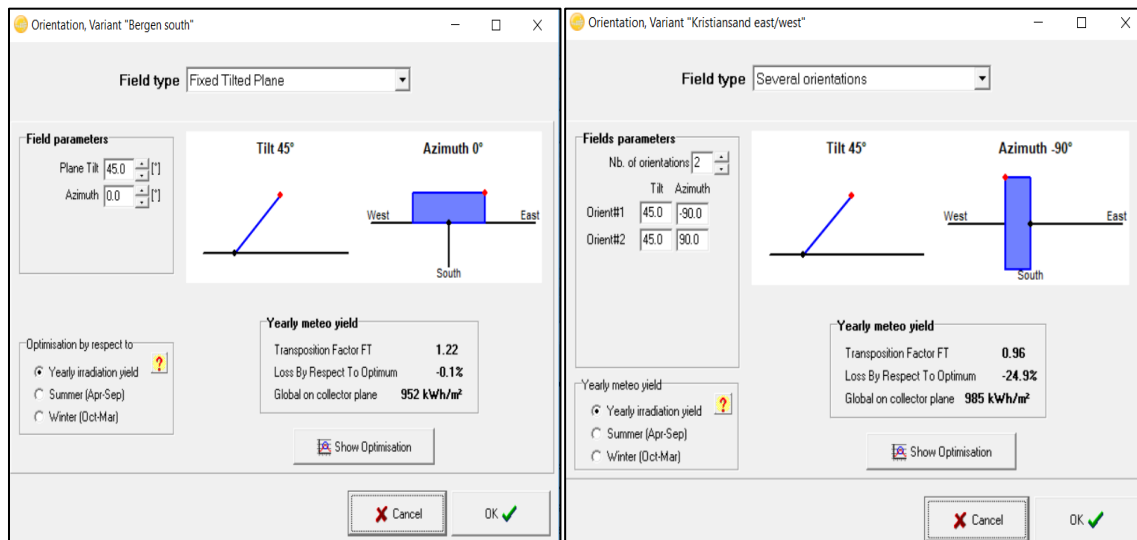 Orientation, Variant "Bergen south"
Field type Fixed Tilted Plane
Field parameters
Plane Tilt 45.0 [°]
Azimuth 0.0 [°]
Tilt 45°
Azimuth 0°
West
East
South
Optimisation by respect to
Yearly irradiation yield
Summer (Apr-Sep)
Winter (Oct-Mar)
?
Yearly meteo yield
Transposition Factor FT 1.22
Loss By Respect To Optimum -0.1%
Global on collector plane 952 kWh/m²
Show Optimisation
Cancel
OK
Orientation, Variant "Kristiansand east/west"
Field type Several orientations
Fields parameters
Nb. of orientations 2
Tilt Azimuth
Orient#1 45.0 -90.0
Orient#2 45.0 90.0
Tilt 45°
Azimuth -90°
West
East
South
Yearly meteo yield
Yearly irradiation yield
Summer (Apr-Sep)
Winter (Oct-Mar)
?
Yearly meteo yield
Transposition Factor FT 0.96
Loss By Respect To Optimum -24.9%
Global on collector plane 985 kWh/m²
Show Optimisation
Cancel
OK